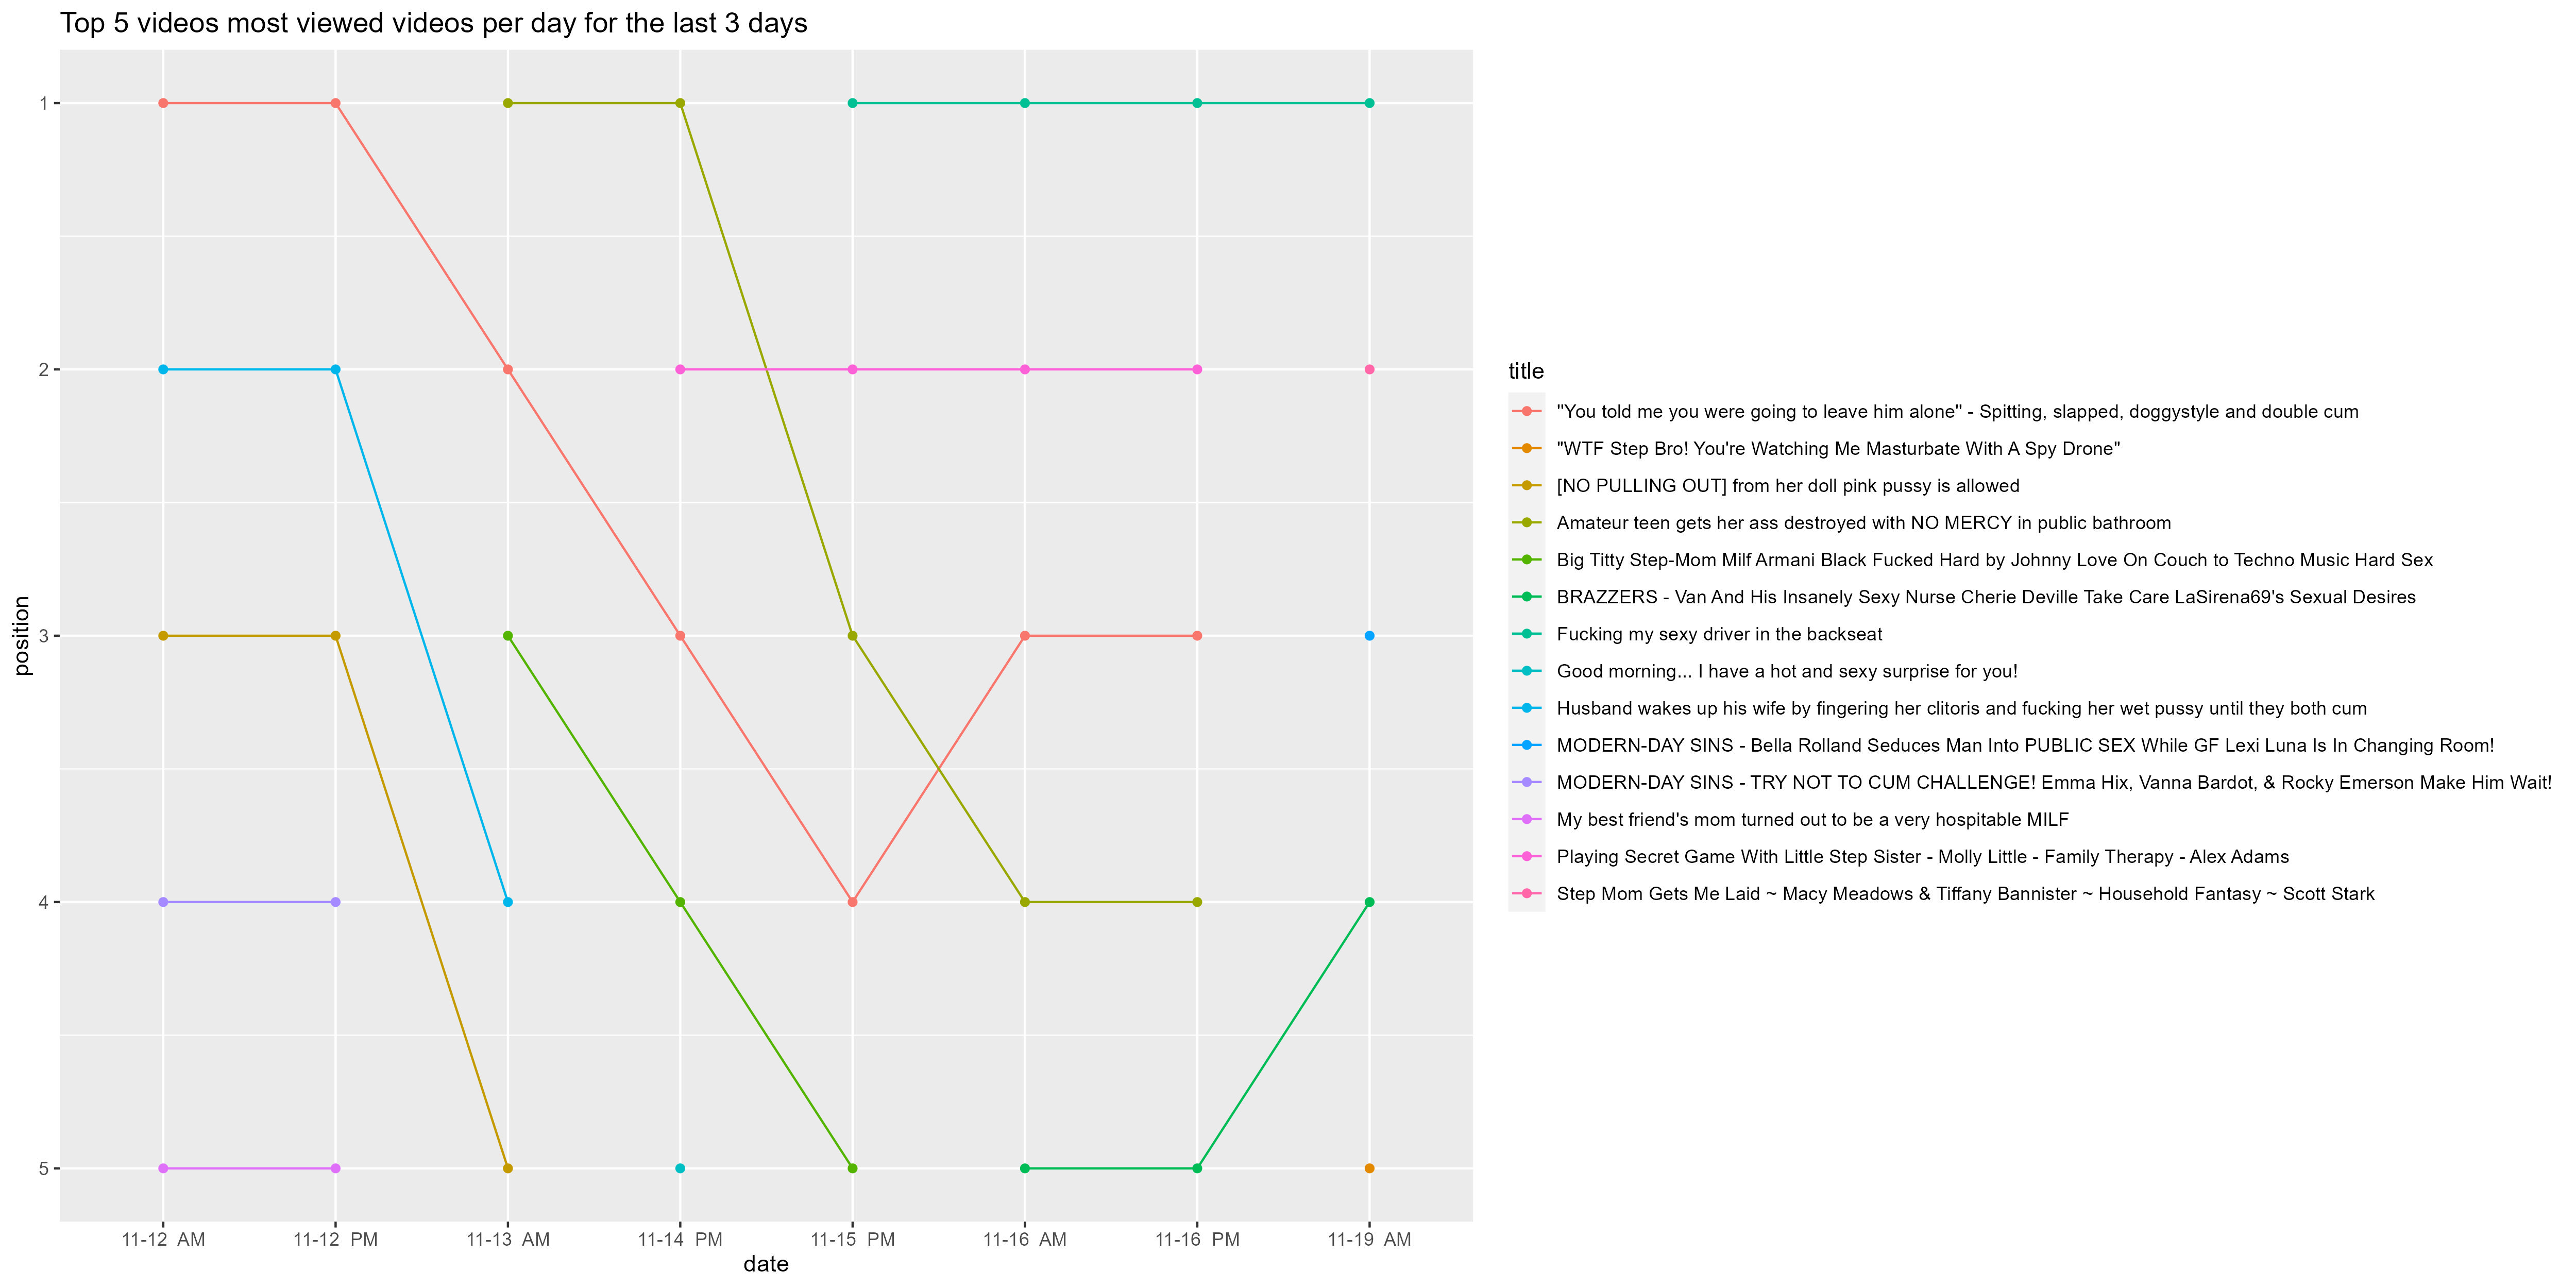 Top 5 videos most viewed videos per day for the last 3 days
position
1
2
3
4
5
11-12 AM
11-12 PM
11-13 AM
11-14 PM
11-15 PM
11-16 AM
11-16 PM
11-19 AM
date
title
"You told me you were going to leave him alone" - Spitting, slapped, doggystyle and double cum
"WTF Step Bro! You're Watching Me Masturbate With A Spy Drone"
[NO PULLING OUT] from her doll pink pussy is allowed
Amateur teen gets her ass destroyed with NO MERCY in public bathroom
Big Titty Step-Mom Milf Armani Black Fucked Hard by Johnny Love On Couch to Techno Music Hard Sex
BRAZZERS - Van And His Insanely Sexy Nurse Cherie Deville Take Care LaSirena69's Sexual Desires
Fucking my sexy driver in the backseat
Good morning... I have a hot and sexy surprise for you!
Husband wakes up his wife by fingering her clitoris and fucking her wet pussy until they both cum
MODERN-DAY SINS - Bella Rolland Seduces Man Into PUBLIC SEX While GF Lexi Luna Is In Changing Room!
MODERN-DAY SINS - TRY NOT TO CUM CHALLENGE! Emma Hix, Vanna Bardot, & Rocky Emerson Make Him Wait!
My best friend's mom turned out to be a very hospitable MILF
Playing Secret Game With Little Step Sister - Molly Little - Family Therapy - Alex Adams
Step Mom Gets Me Laid ~ Macy Meadows & Tiffany Bannister ~ Household Fantasy ~ Scott Stark